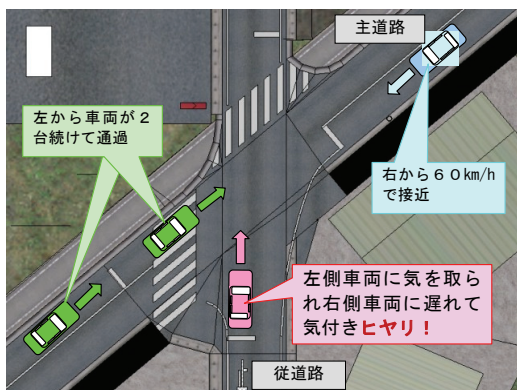 主道路
左から車両が２
台続けて通過
右から６０km/h
で接近
左側車両に気を取ら
れ右側車両に遅れて
気付きヒヤリ！
従道路